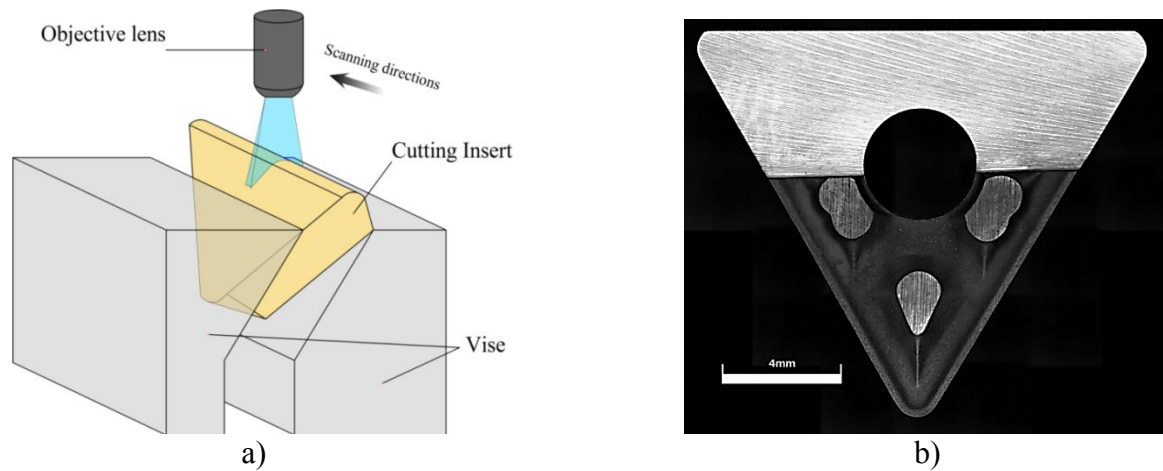 Objective lens
Scanning directions
Cutting Insert
Vise
4mm
a)
b)